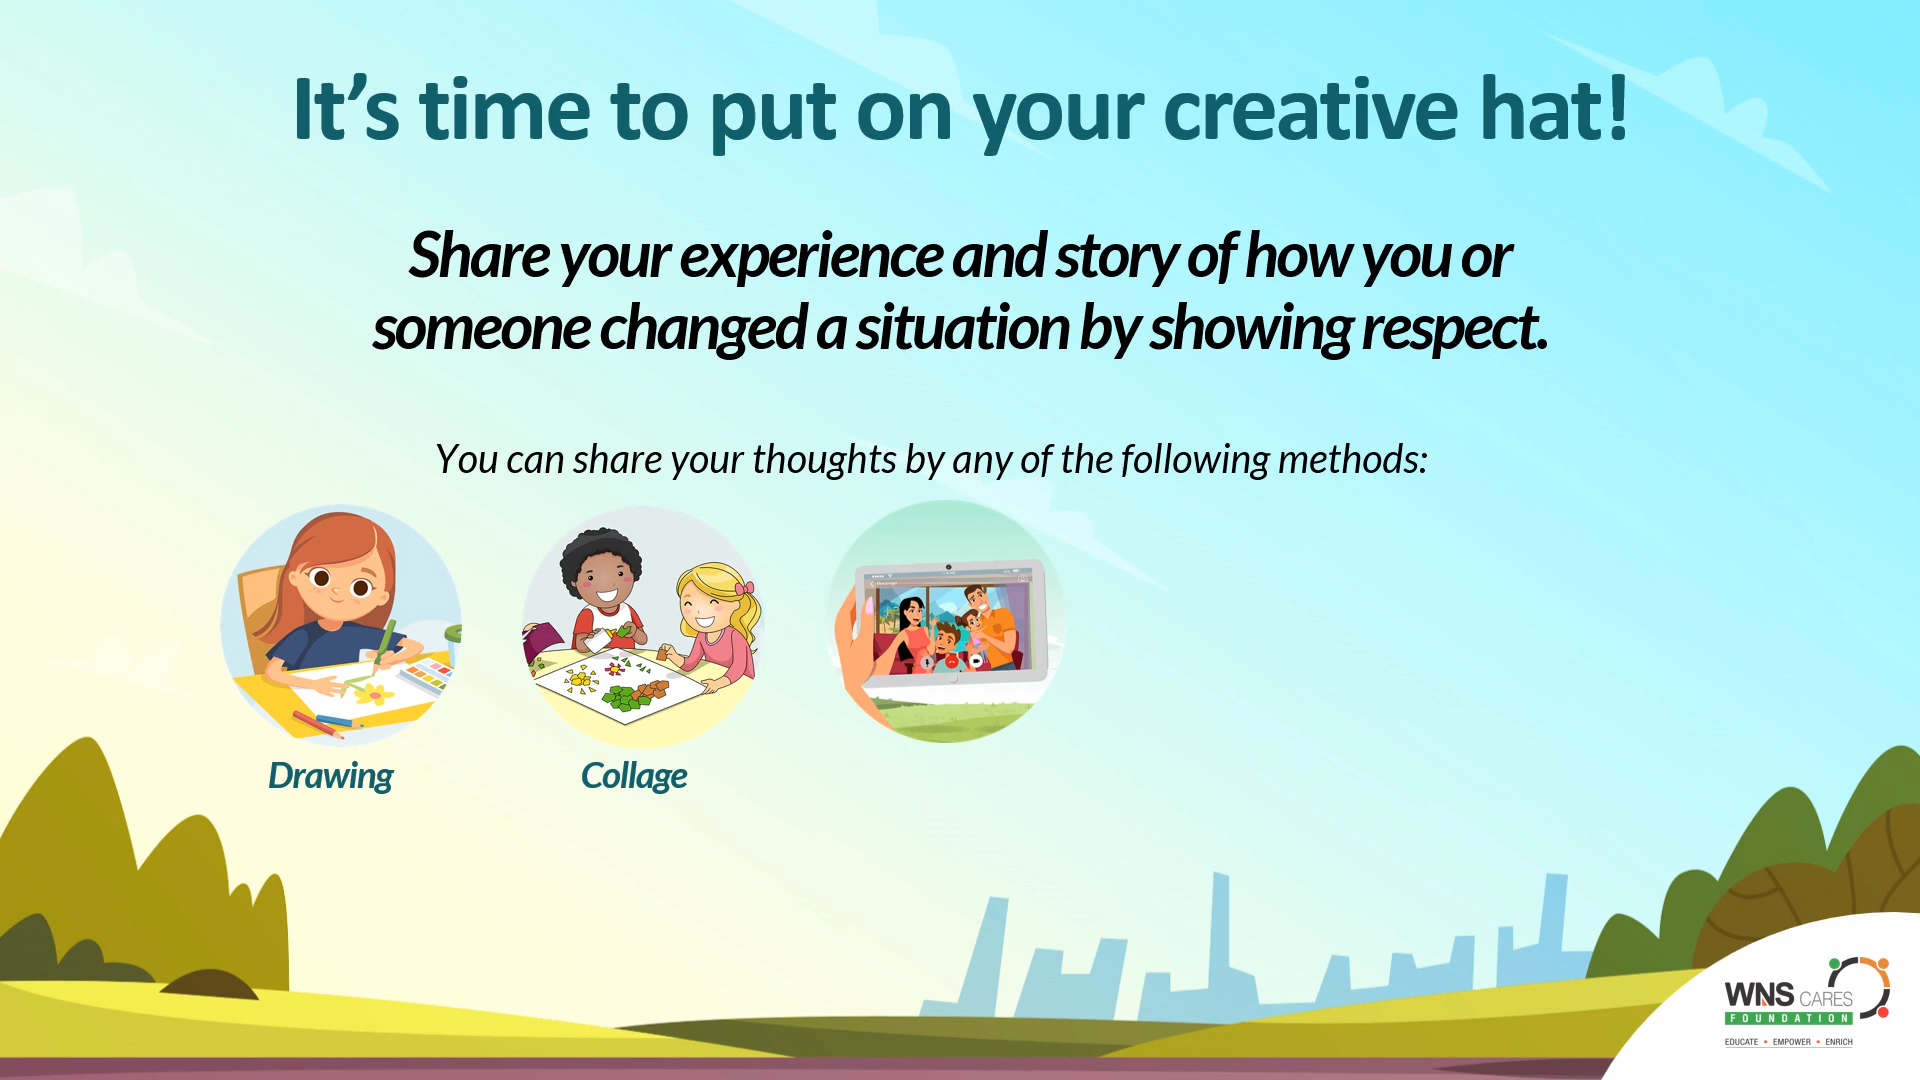 It's time to put on your creative hat!
Share your experience and story of how you or
someone changed a situation by showing respect.
You can share your thoughts by any of the following methods:
Drawing
Collage
WNS CARES
FOUNDATION
EDUCATE • EMPOWER • ENRICH